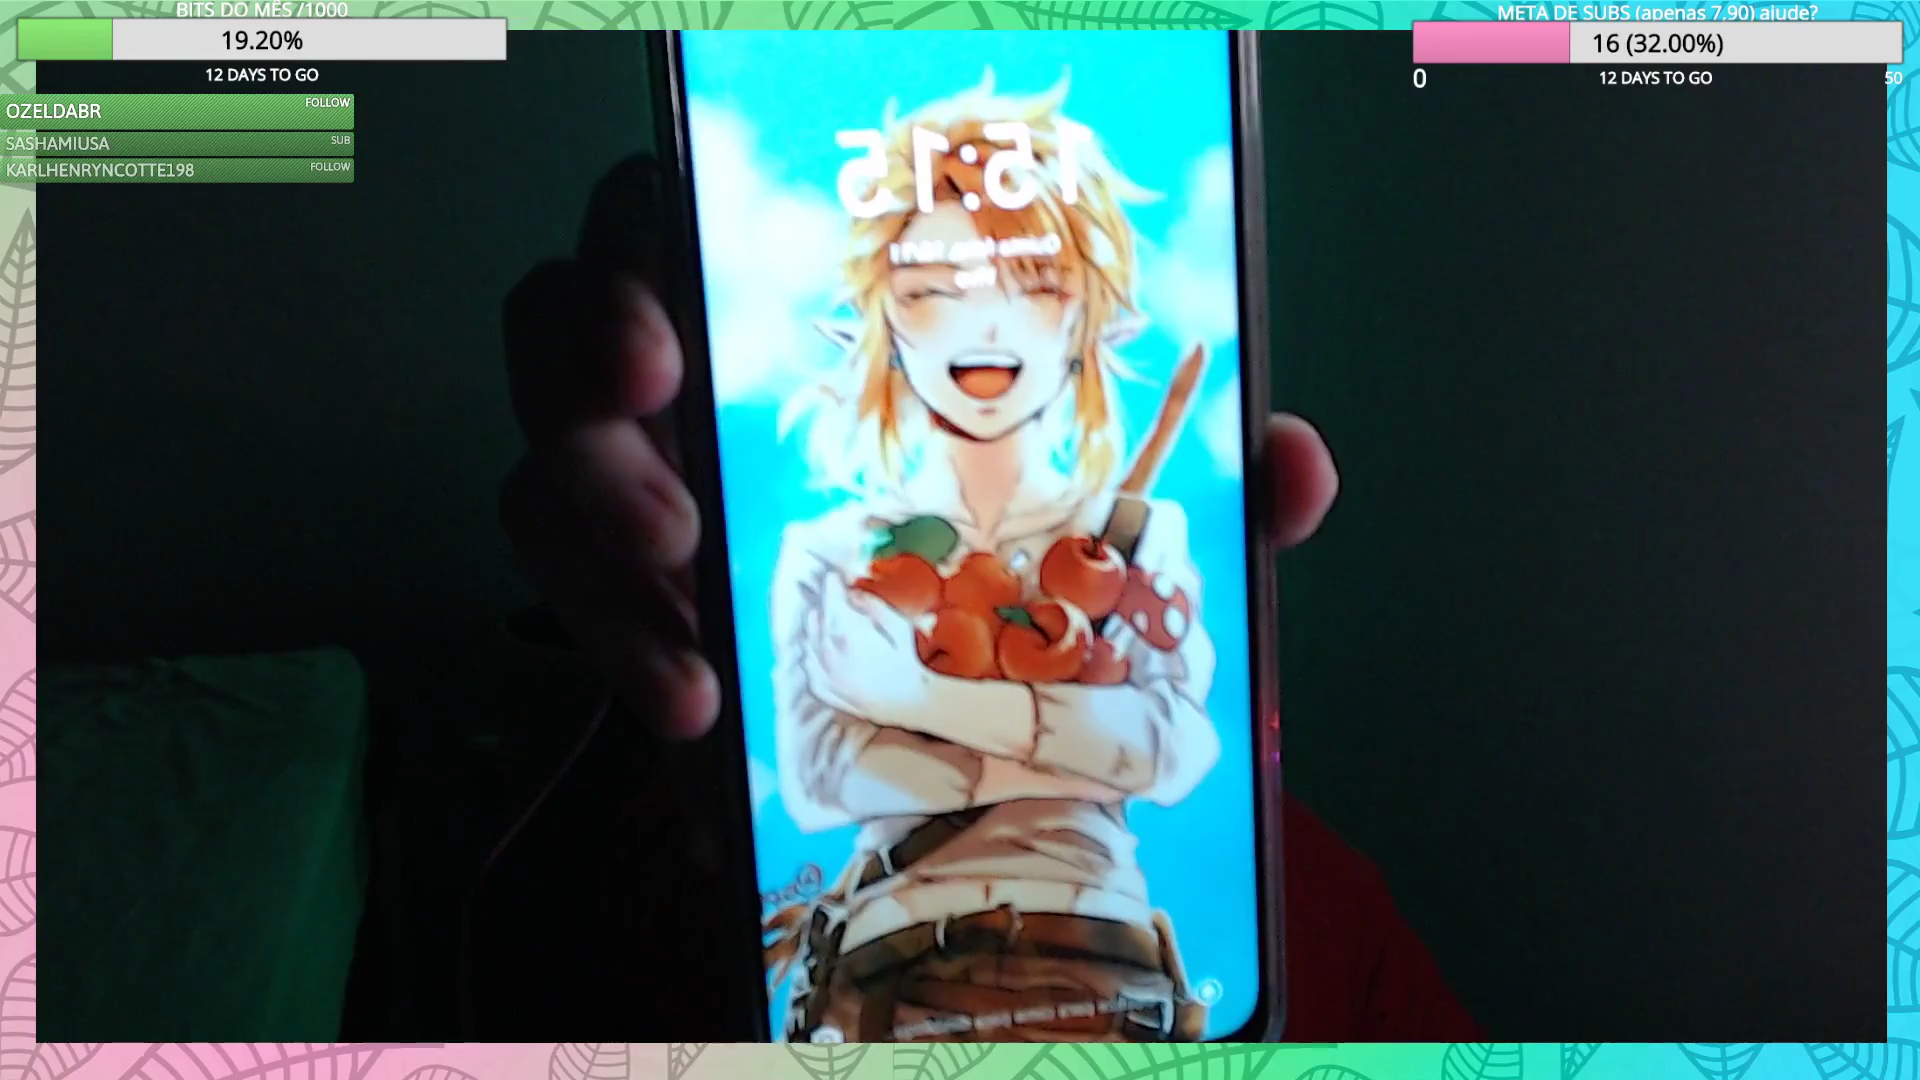 BITS DO MÊS /1000
19.20%
12 DAYS TO GO
OZELDABR FOLLOW
SASHAMIUSA SUB
KARLHENRYNCOTTE198 FOLLOW
META DE SUBS (apenas 7,90) ajude?
16 (32.00%)
0 12 DAYS TO GO 50
15:15